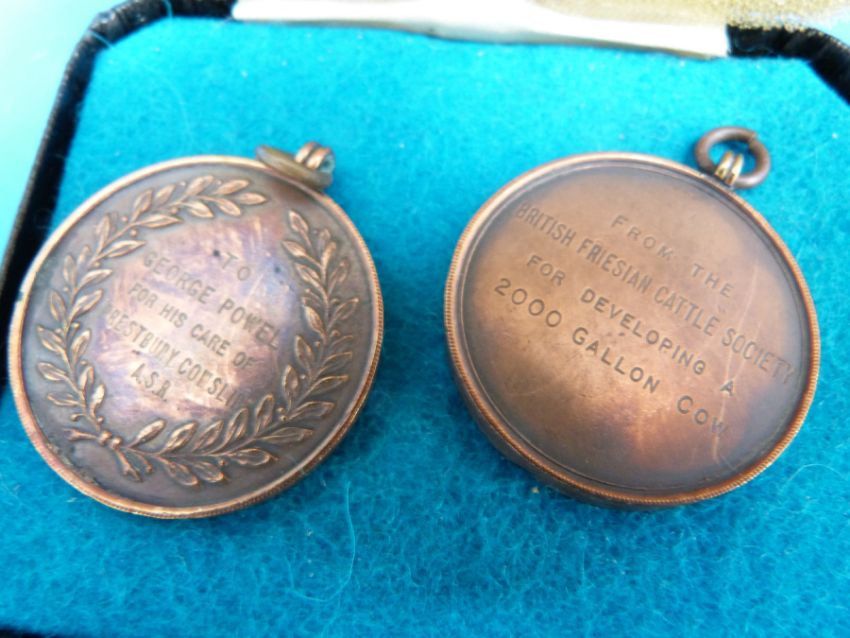 TO
GEORGE POWEL
FOR HIS CARE OF
A.S.R.
FROM THE
BRITISH FRIESIAN CATTLE SOCIETY
FOR DEVELOPING A
2000 GALLON COW